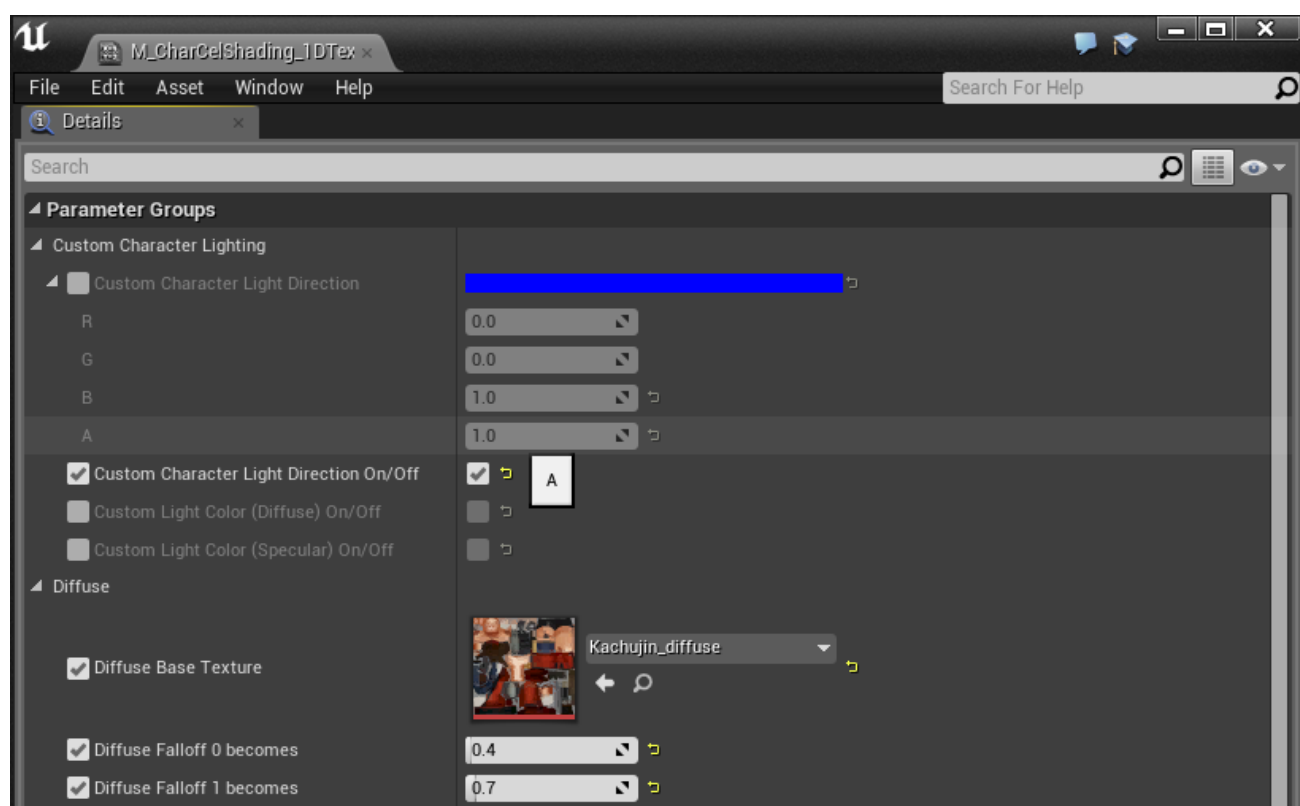 M_CharCelShading_1DTex
File Edit Asset Window Help
Search For Help
Details
Search
Parameter Groups
Custom Character Lighting
Custom Character Light Direction
R 0.0
G 0.0
B 1.0
A 1.0
Custom Character Light Direction On/Off
A
Custom Light Color (Diffuse) On/Off
Custom Light Color (Specular) On/Off
Diffuse
Diffuse Base Texture Kachujin_diffuse
Diffuse Falloff 0 becomes 0.4
Diffuse Falloff 1 becomes 0.7